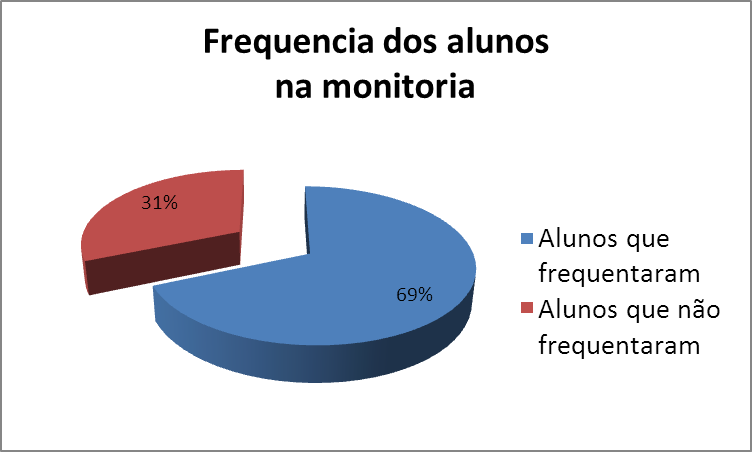 Frequencia dos alunos
na monitoria
31%
69%
Alunos que
frequentaram
Alunos que não
frequentaram